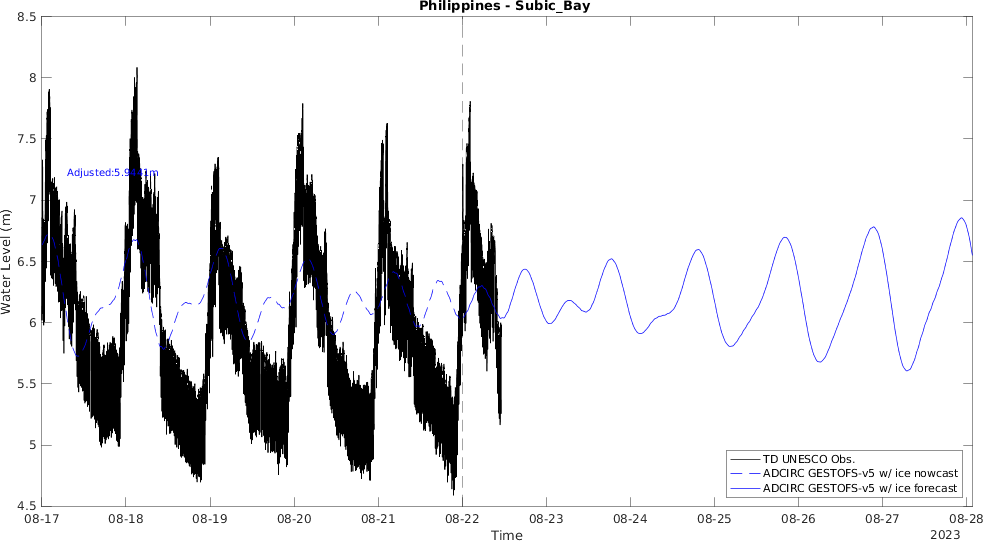 Philippines - Subic_Bay
8.5
8
7.5
7
6.5
6
5.5
5
4.5
Water Level (m)
TD UNESCO Obs.
ADCIRC GESTOFS-v5 w/ ice nowcast
ADCIRC GESTOFS-v5 w/ ice forecast
08-17 08-18 08-19 08-20 08-21 08-22 08-23 08-24 08-25 08-26 08-27 08-28
Time
2023